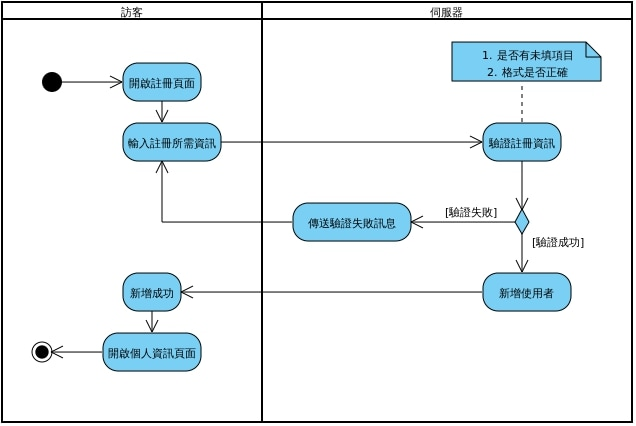 訪客
伺服器
1. 是否有未填項目
2. 格式是否正確
開啟註冊頁面
輸入註冊所需資訊
驗證註冊資訊
[驗證失敗]
傳送驗證失敗訊息
[驗證成功]
新增成功
新增使用者
開啟個人資訊頁面